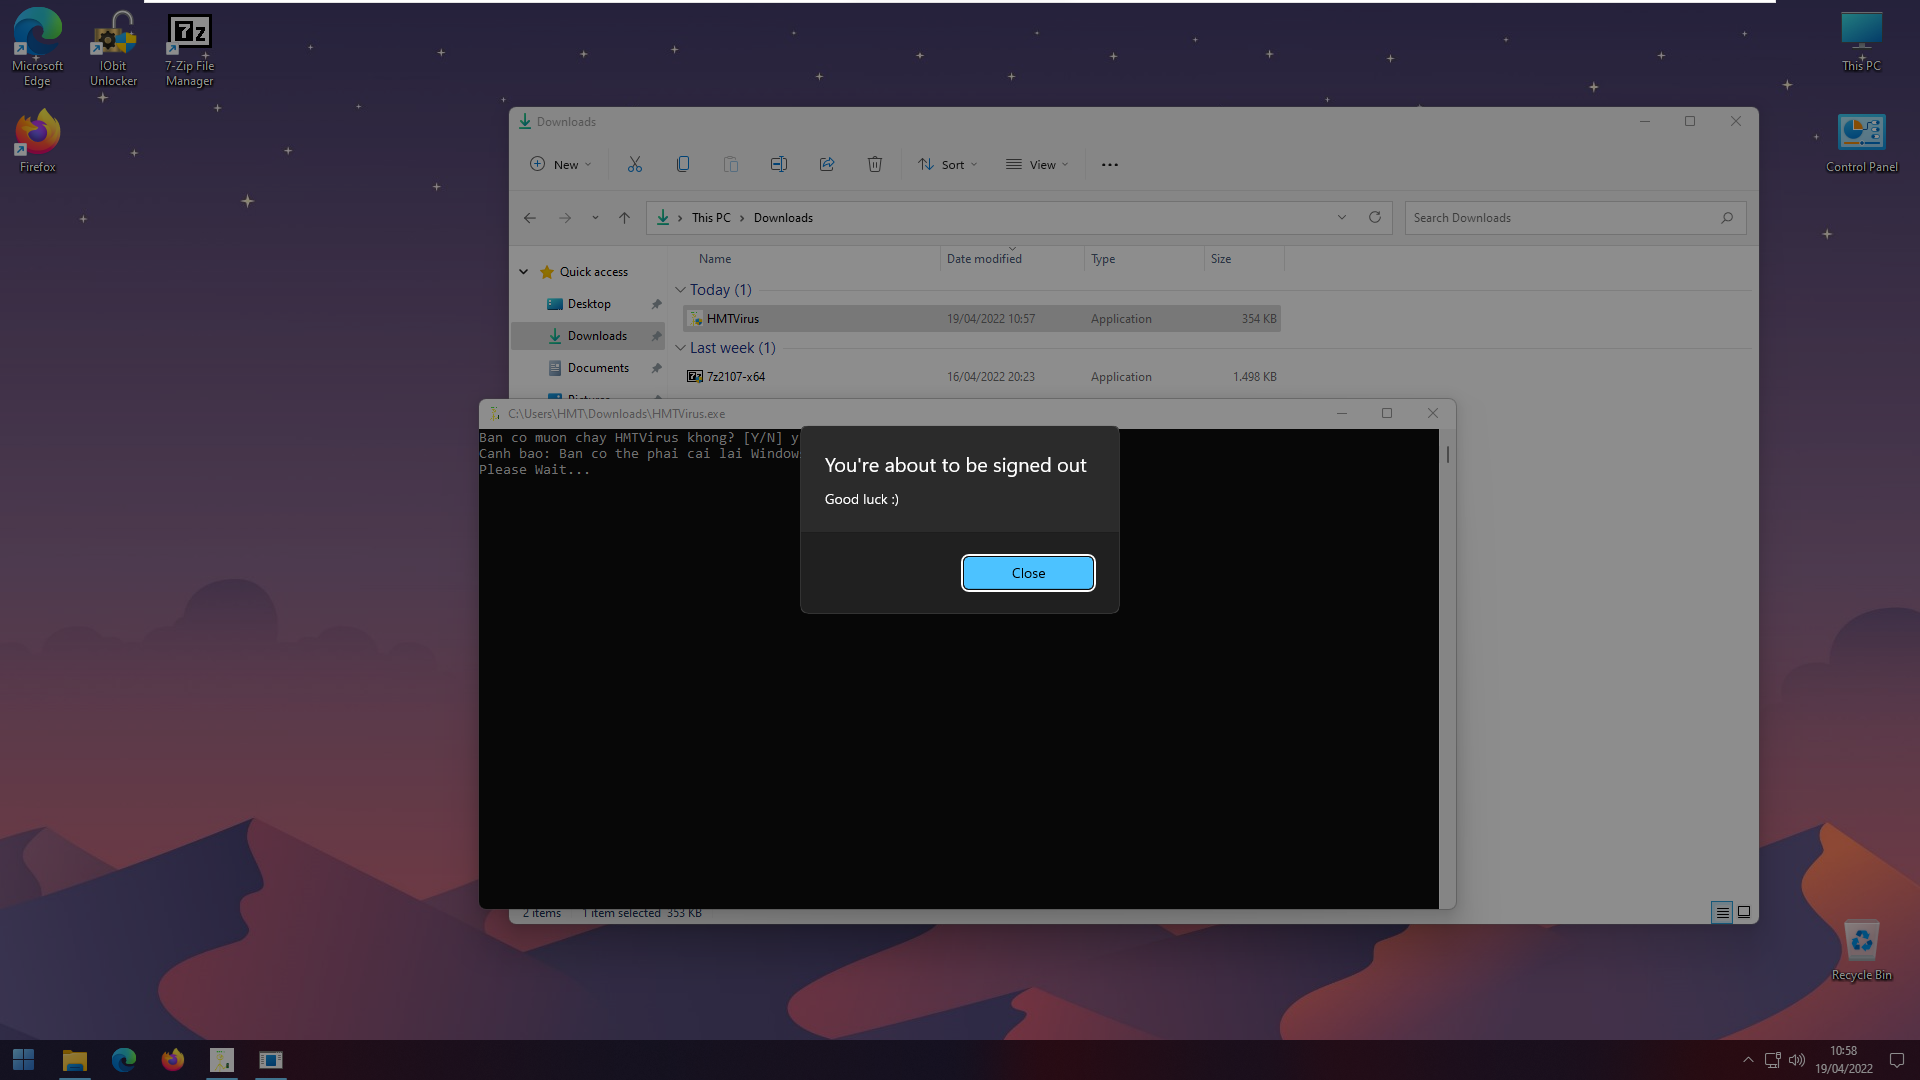 Microsoft
Edge
IObit
Unlocker
7-Zip File
Manager
Firefox
This PC
Control Panel
Recycle Bin
Downloads
New
Sort
View
This PC
Downloads
Search Downloads
Name
Date modified
Type
Size
Quick access
Desktop
Downloads
Documents
Today (1)
HMTVirus
19/04/2022 10:57
Application
354 KB
Last week (1)
7z2107-x64
16/04/2022 20:23
Application
1.498 KB
C:\Users\HMT\Downloads\HMTVirus.exe
Ban co muon chay HMTVirus khong? [Y/N] y
Canh bao: Ban co the phai cai lai Window
Please Wait...
You're about to be signed out
Good luck :)
Close
2 items
1 item selected 353 KB
10:58
19/04/2022